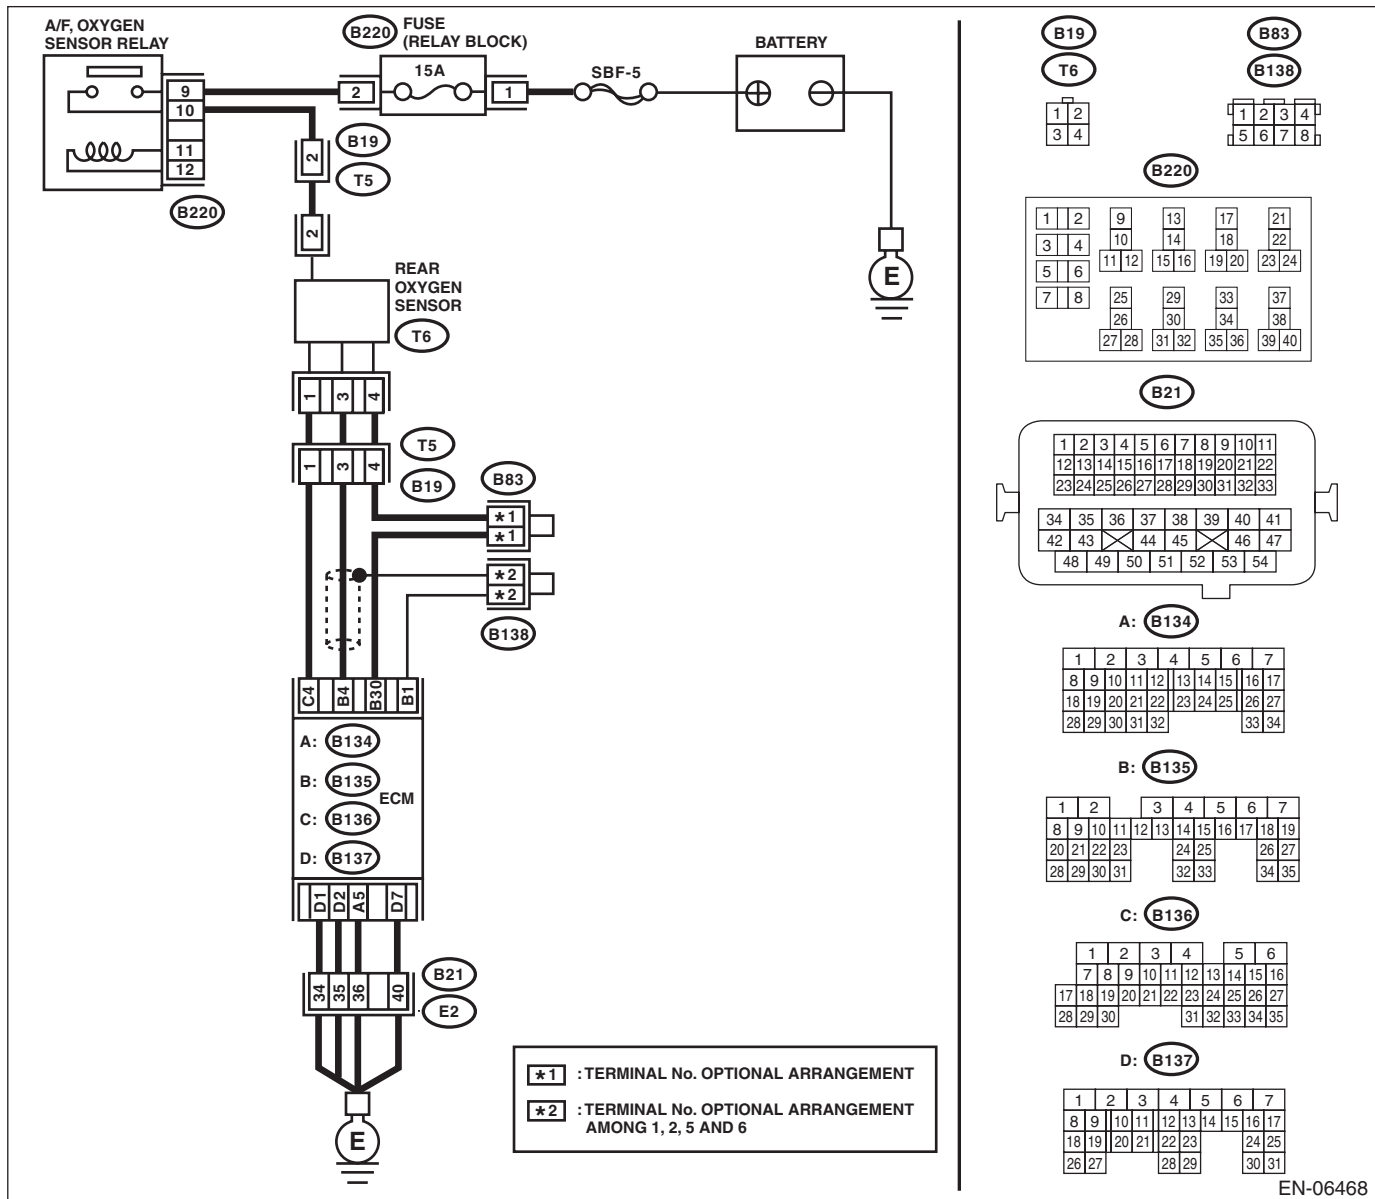 A/F, OXYGEN
SENSOR RELAY
9
10
11
12
B220
B220
FUSE
(RELAY BLOCK)
15A
2
1
SBF-5
BATTERY
E
2
B19
T5
2
REAR
OXYGEN
SENSOR
T6
1 3 4
T5
1 3 4
B19
B83
*1
*1
*2
*2
B138
C4 B4 B30 B1
A: B134
B: B135
ECM
C: B136
D: B137
D1 D2 A5 D7
34 35 36 40
B21
E2
E
*1 : TERMINAL No. OPTIONAL ARRANGEMENT
*2 : TERMINAL No. OPTIONAL ARRANGEMENT
AMONG 1, 2, 5 AND 6
B19
T6
1 2
3 4
B83
B138
1 2 3 4
5 6 7 8
B220
1 2 9 13 17 21
3 4 10 14 18 22
5 6 11 12 15 16 19 20 23 24
7 8 25 29 33 37
26 30 34 38
27 28 31 32 35 36 39 40
B21
1 2 3 4 5 6 7 8 9 10 11
12 13 14 15 16 17 18 19 20 21 22
23 24 25 26 27 28 29 30 31 32 33
34 35 36 37 38 39 40 41
42 43 44 45 46 47
48 49 50 51 52 53 54
A: B134
1 2 3 4 5 6 7
8 9 10 11 12 13 14 15 16 17
18 19 20 21 22 23 24 25 26 27
28 29 30 31 32 33 34
B: B135
1 2 3 4 5 6 7
8 9 10 11 12 13 14 15 16 17 18 19
20 21 22 23 24 25 26 27
28 29 30 31 32 33 34 35
C: B136
1 2 3 4 5 6
7 8 9 10 11 12 13 14 15 16
17 18 19 20 21 22 23 24 25 26 27
28 29 30 31 32 33 34 35
D: B137
1 2 3 4 5 6 7
8 9 10 11 12 13 14 15 16 17
18 19 20 21 22 23 24 25
26 27 28 29 30 31
EN-06468